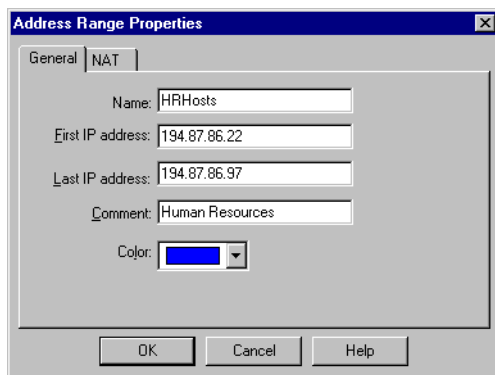 Address Range Properties
General NAT
Name: HRHosts
First IP address: 194.87.86.22
Last IP address: 194.87.86.97
Comment: Human Resources
Color:
OK Cancel Help